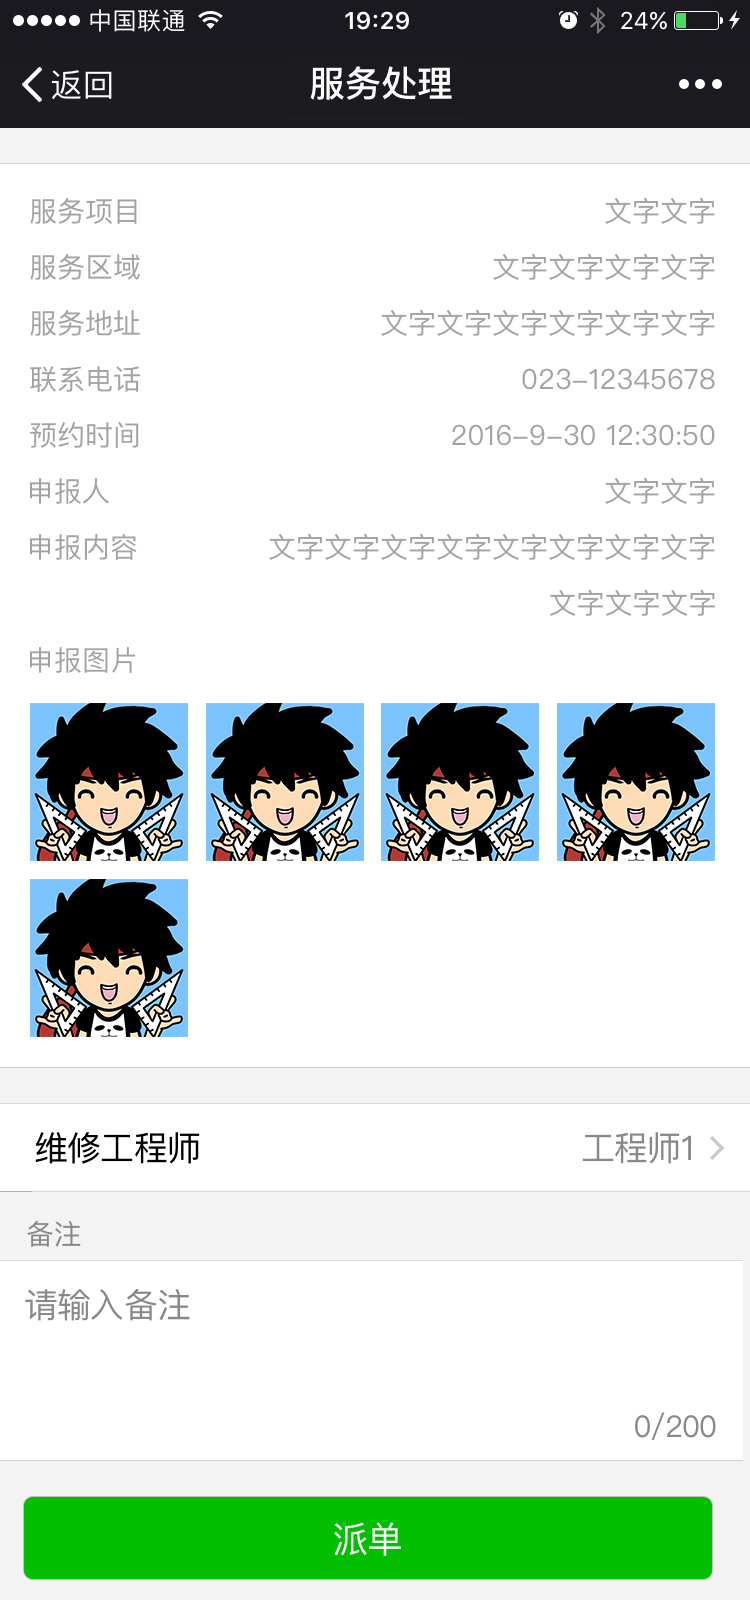 中国联通 19:29 24%
返回 服务处理
服务项目 文字文字
服务区域 文字文字文字文字
服务地址 文字文字文字文字文字文字
联系电话 023-12345678
预约时间 2016-9-30 12:30:50
申报人 文字文字
申报内容 文字文字文字文字文字文字文字文字
文字文字文字
申报图片
维修工程师 工程师1
备注
请输入备注
0/200
派单